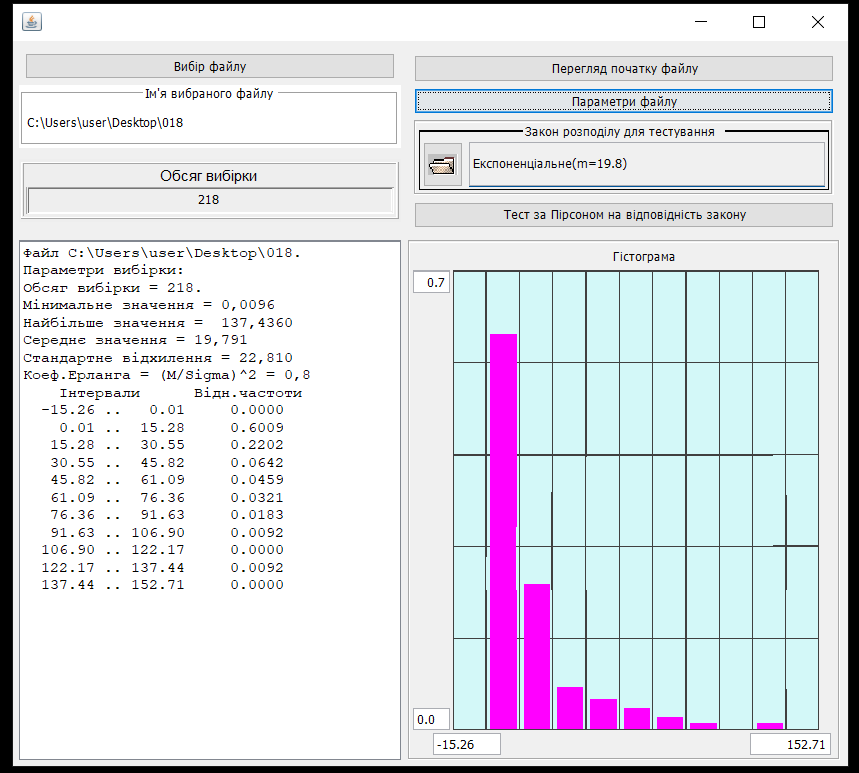 Вибір файлу
Ім'я вибраного файлу
C:\Users\user\Desktop\018
Обсяг вибірки
218
Перегляд початку файлу
Параметри файлу
Закон розподілу для тестування
Експоненціальне(m=19.8)
Тест за Пірсоном на відповідність закону
Файл C:\Users\user\Desktop\018.
Параметри вибірки:
Обсяг вибірки = 218.
Мінімальне значення = 0,0096
Найбільше значення =  137,4360
Середнє значення = 19,791
Стандартне відхилення = 22,810
Коеф.Ерланга = (M/Sigma)^2 = 0,8
Інтервали Відн.частоти
-15.26 .. 0.01 0.0000
0.01 .. 15.28 0.6009
15.28 .. 30.55 0.2202
30.55 .. 45.82 0.0642
45.82 .. 61.09 0.0459
61.09 .. 76.36 0.0321
76.36 .. 91.63 0.0183
91.63 .. 106.90 0.0092
106.90 .. 122.17 0.0000
122.17 .. 137.44 0.0092
137.44 .. 152.71 0.0000
Гістограма
0.7
0.0
-15.26
152.71